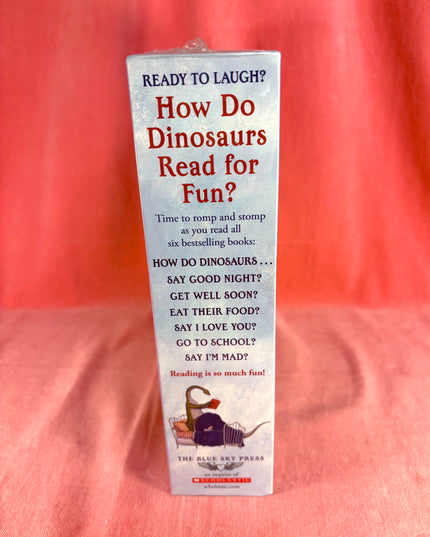 READY TO LAUGH?
How Do
Dinosaurs
Read for
Fun?
Time to romp and stomp
as you read all
six bestselling books:
HOW DO DINOSAURS...
SAY GOOD NIGHT?
GET WELL SOON?
EAT THEIR FOOD?
SAY I LOVE YOU?
GO TO SCHOOL?
SAY I'M MAD?
Reading is so much fun!
THE BLUE SKY PRESS
an imprint of
SCHOLASTIC
scholastic.com